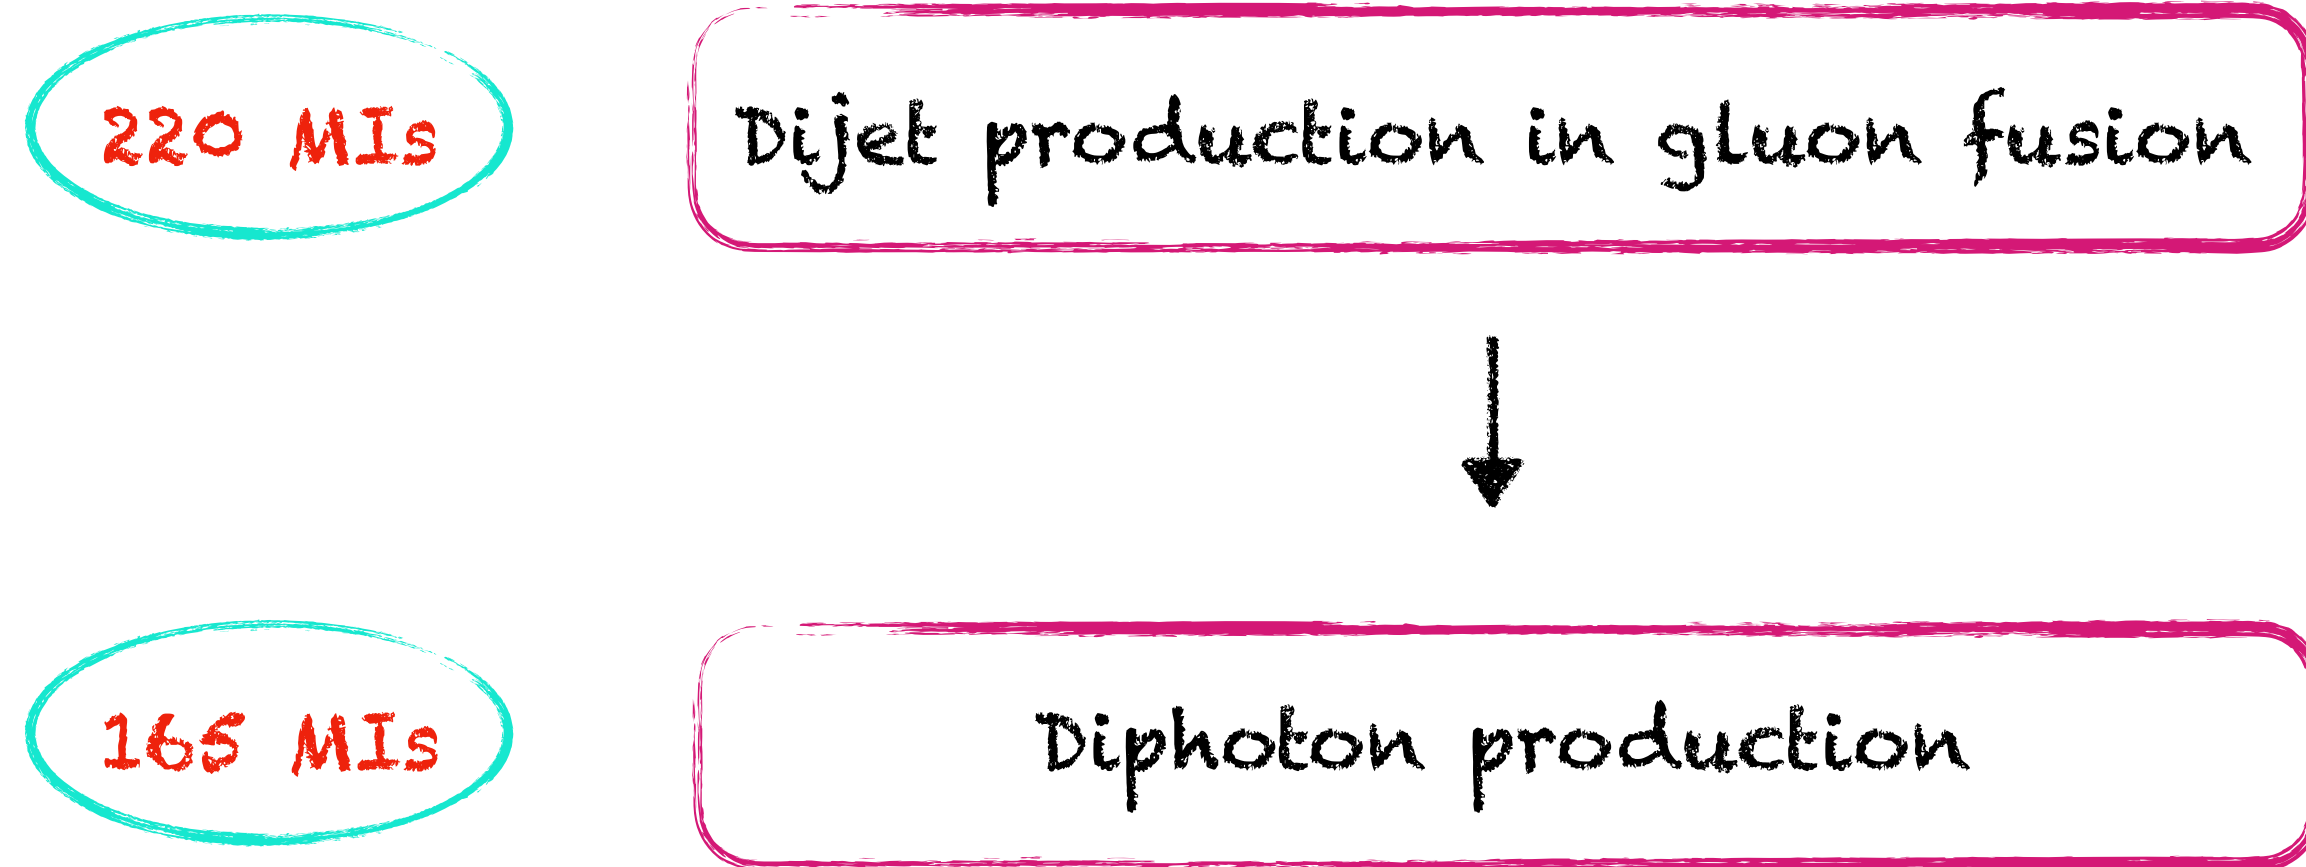 220 MIs
Dijet production in gluon fusion
165 MIs
Diphoton production